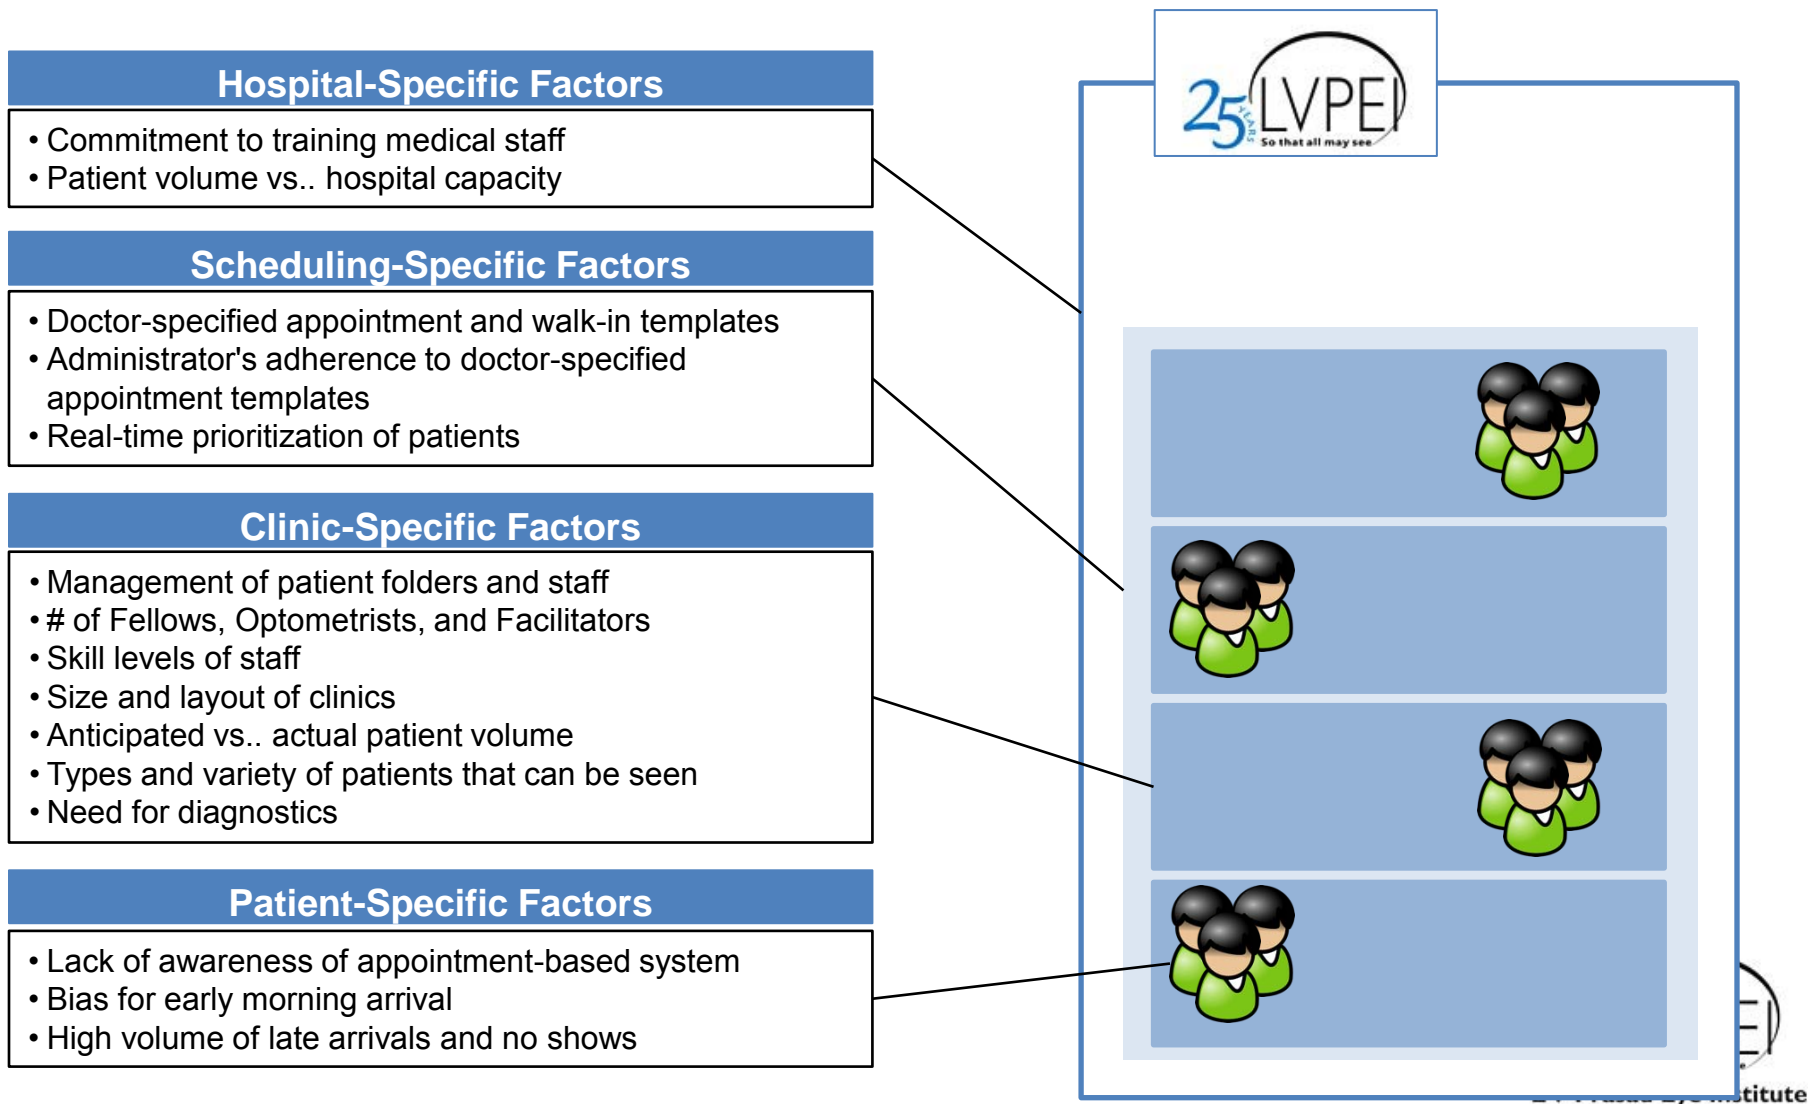 Hospital-Specific Factors
• Commitment to training medical staff
• Patient volume vs.. hospital capacity
Scheduling-Specific Factors
• Doctor-specified appointment and walk-in templates
• Administrator's adherence to doctor-specified
appointment templates
• Real-time prioritization of patients
Clinic-Specific Factors
• Management of patient folders and staff
• # of Fellows, Optometrists, and Facilitators
• Skill levels of staff
• Size and layout of clinics
• Anticipated vs.. actual patient volume
• Types and variety of patients that can be seen
• Need for diagnostics
Patient-Specific Factors
• Lack of awareness of appointment-based system
• Bias for early morning arrival
• High volume of late arrivals and no shows
25 YEARS LVPEI
So that all may see